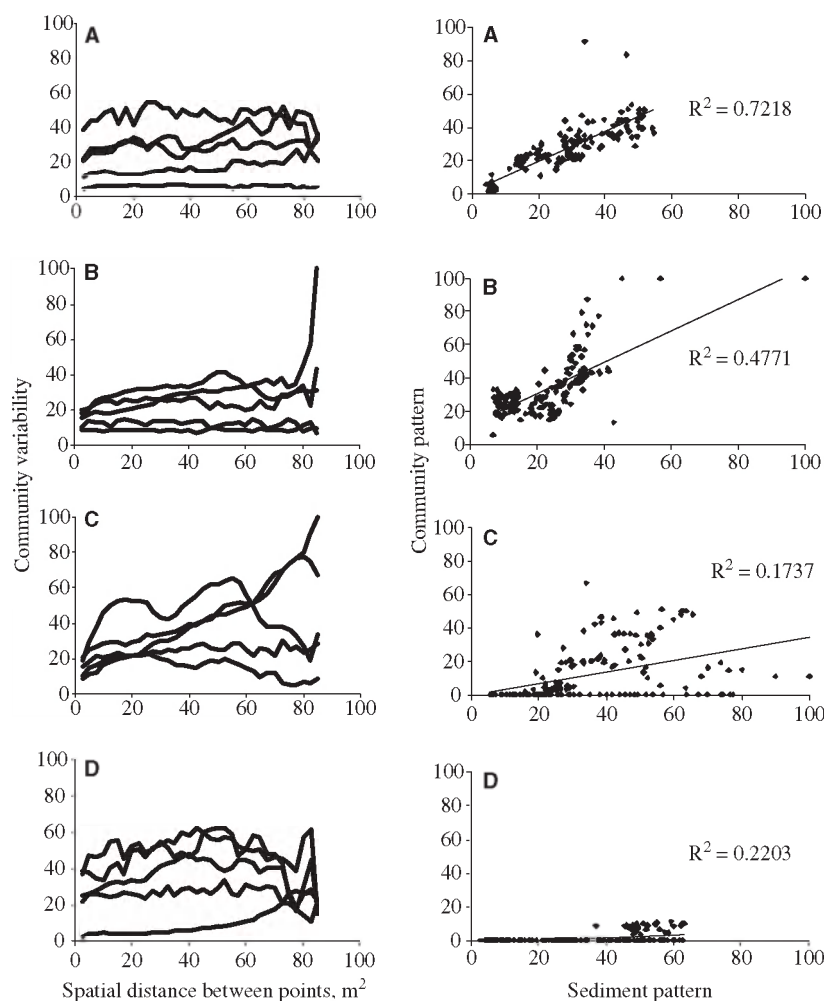 A
100
80
60
40
20
0
0 20 40 60 80 100
B
100
80
60
40
20
0
0 20 40 60 80 100
C
100
80
60
40
20
0
0 20 40 60 80 100
D
100
80
60
40
20
0
0 20 40 60 80 100
Community variability
Spatial distance between points, m²
A
100
80
60
40
20
0
0 20 40 60 80 100
R² = 0.7218
B
100
80
60
40
20
0
0 20 40 60 80 100
R² = 0.4771
C
100
80
60
40
20
0
0 20 40 60 80 100
R² = 0.1737
D
100
80
60
40
20
0
0 20 40 60 80 100
R² = 0.2203
Community pattern
Sediment pattern